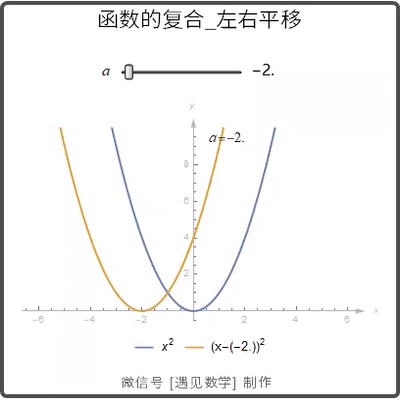 函数的复合_左右平移
a −2.
y
a=−2.
8
6
4
2
−6 −4 −2 0 2 4 6 x
x² (x−(−2.))²
微信号 [遇见数学] 制作